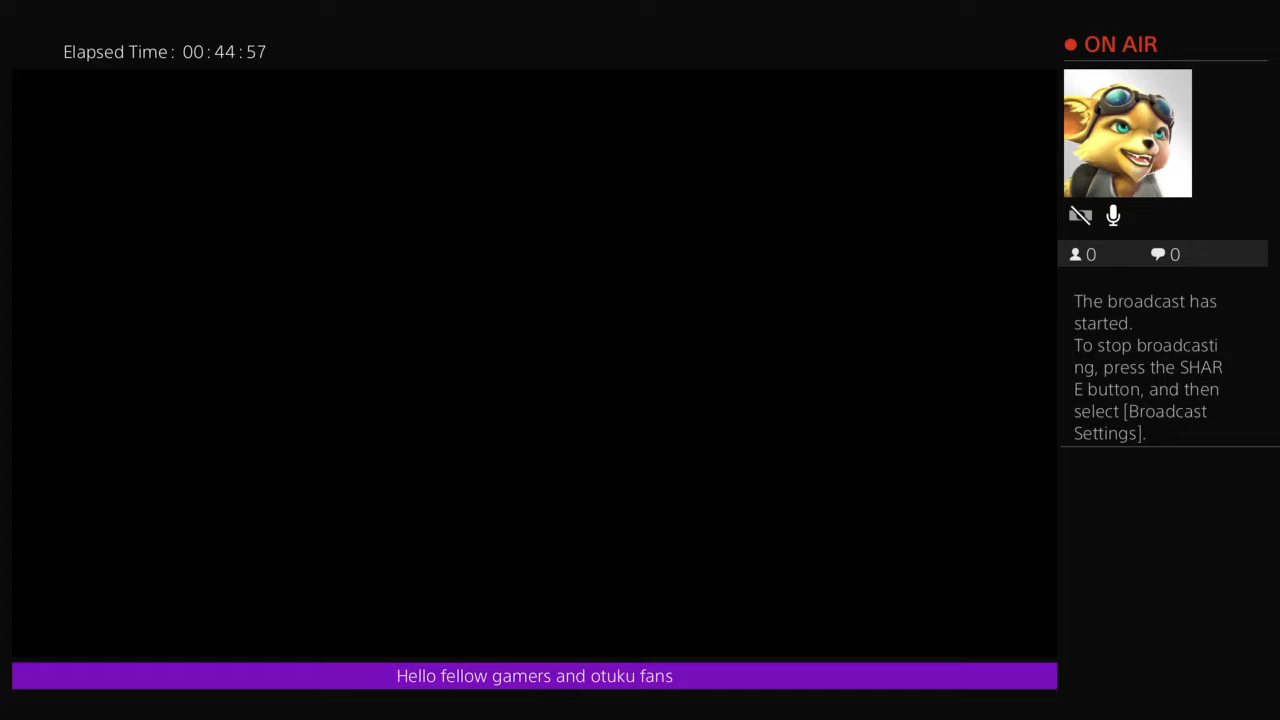 Elapsed Time: 00:44:57
ON AIR
0 0
The broadcast has
started.
To stop broadcasti
ng, press the SHAR
E button, and then
select [Broadcast
Settings].
Hello fellow gamers and otuku fans